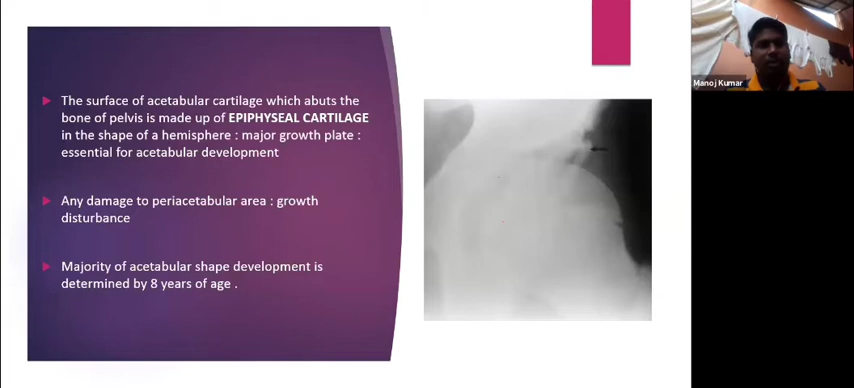 The surface of acetabular cartilage which abuts the
bone of pelvis is made up of EPIPHYSEAL CARTILAGE
in the shape of a hemisphere : major growth plate :
essential for acetabular development
Any damage to periacetabular area : growth
disturbance
Majority of acetabular shape development is
determined by 8 years of age .
Manoj Kumar